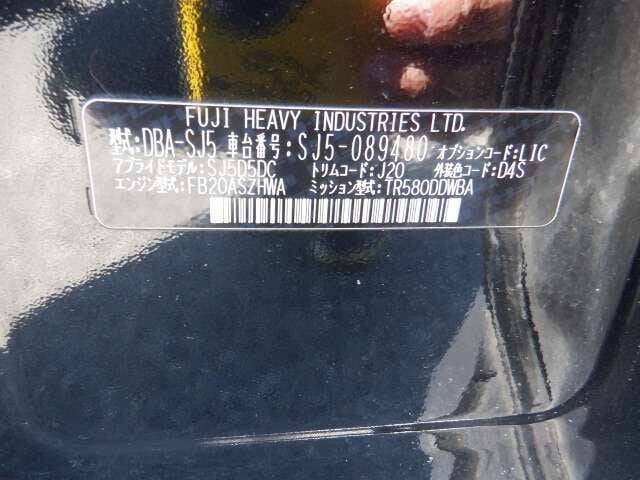 FUJI HEAVY INDUSTRIES LTD.
型式:DBA-SJ5 車台番号:SJ5-089480 オプションコード:L1C
アプライドモデル:SJ5D5DC トリムコード:J20 外装色コード:D4S
エンジン型式:FB20ASZHWA ミッション型式:TR580DDWBA